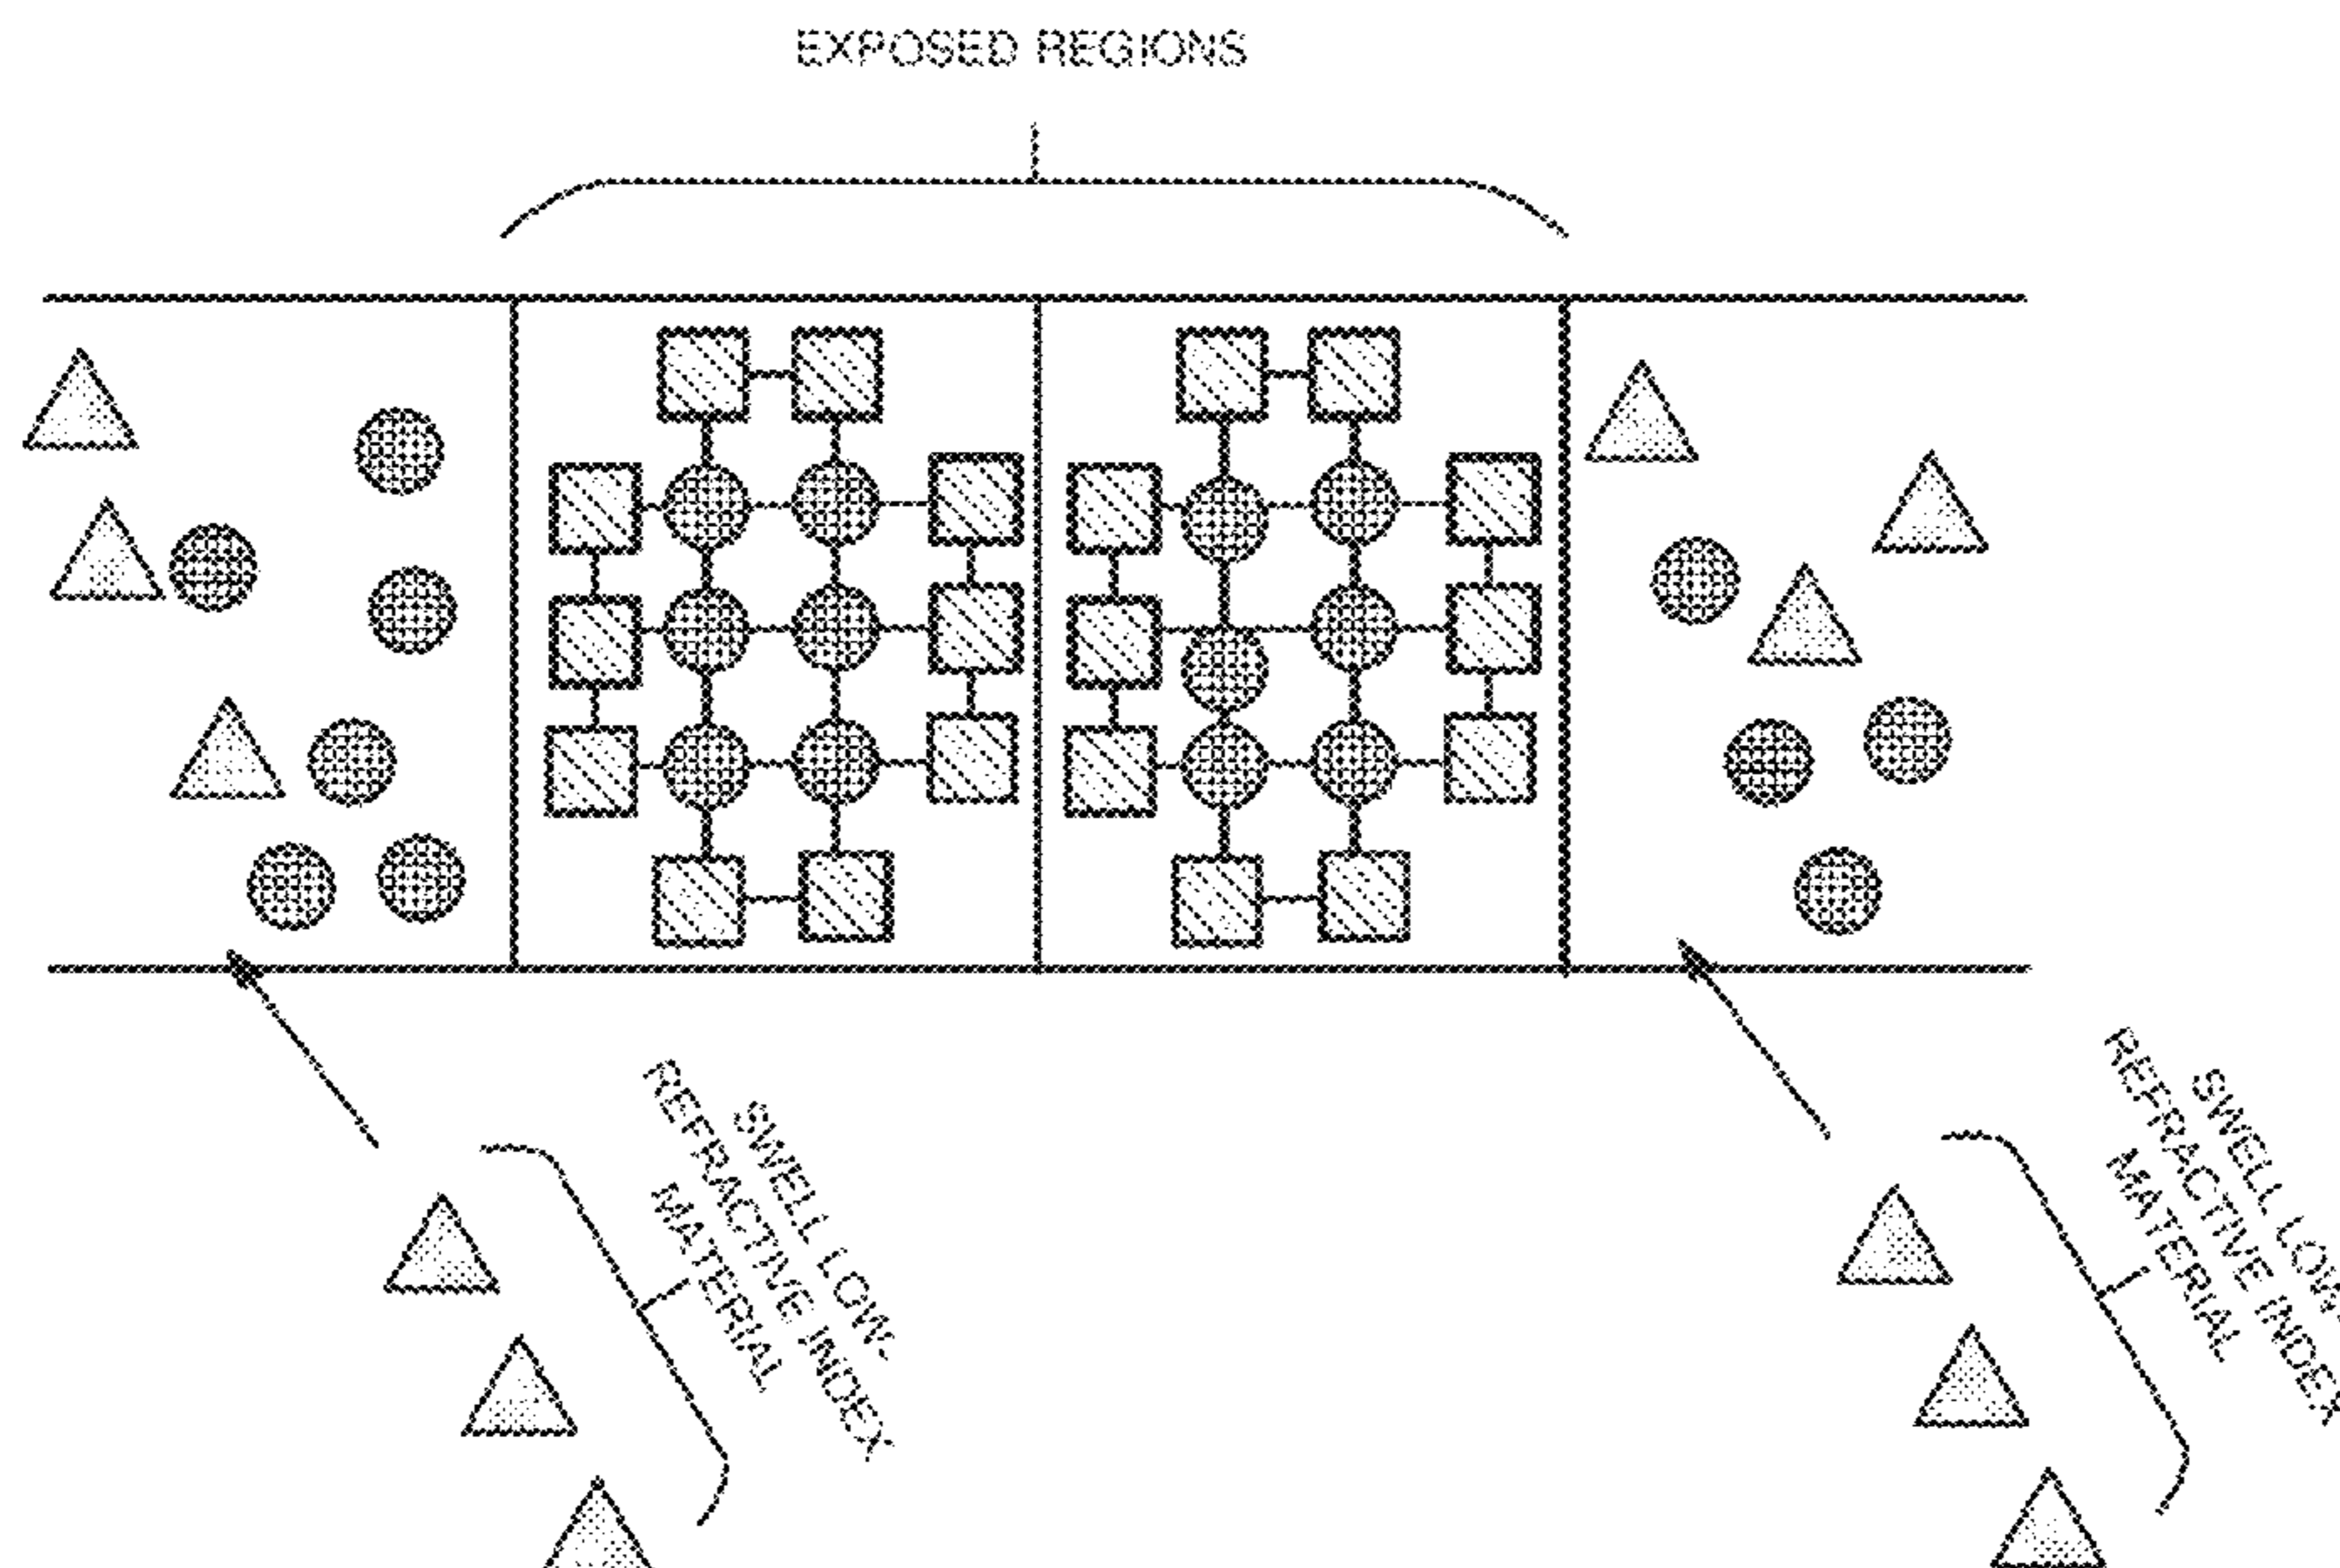 EXPOSED REGIONS
SWELL LOW-
REFRACTIVE INDEX
MATERIAL
SWELL LOW-
REFRACTIVE INDEX
MATERIAL